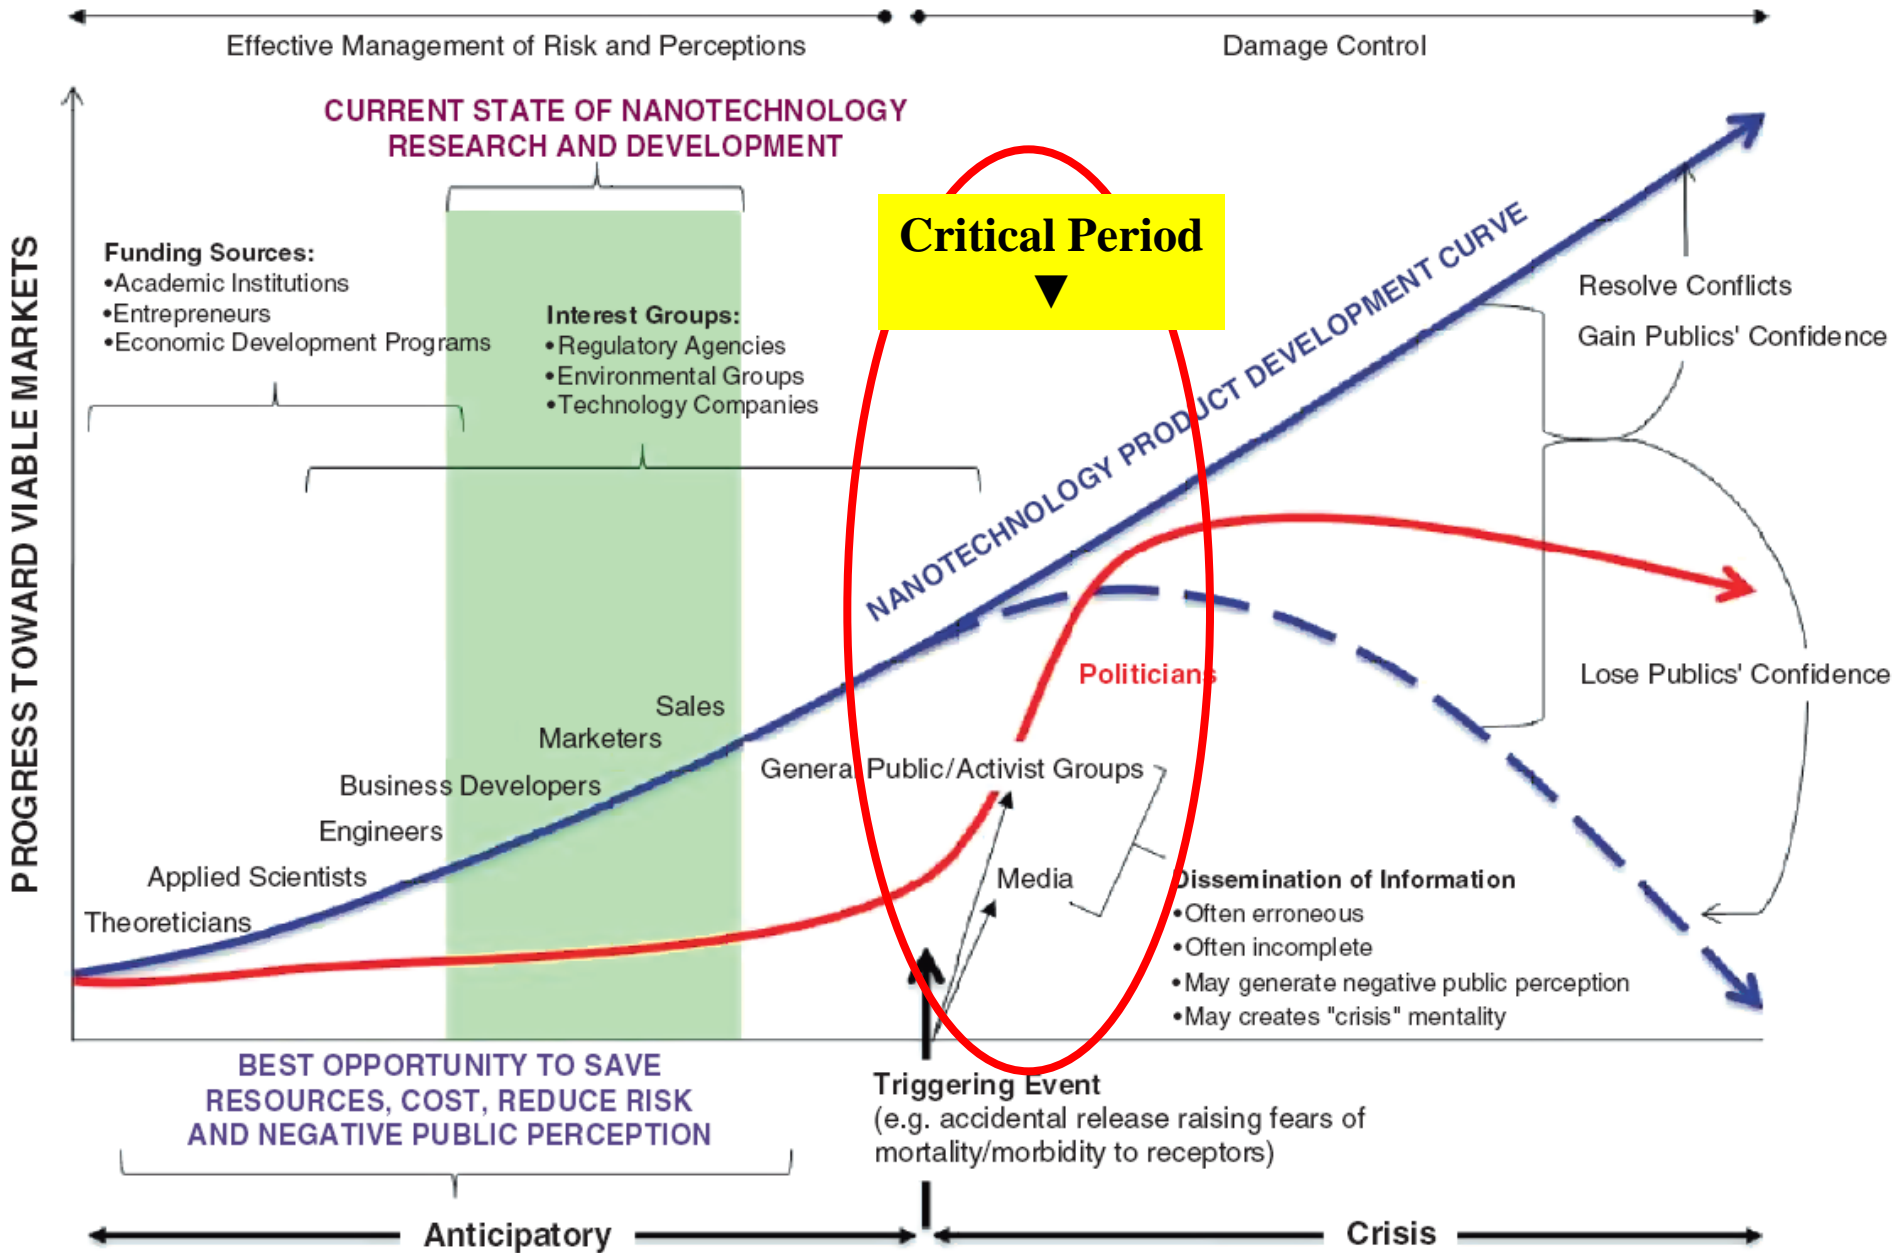 Effective Management of Risk and Perceptions
Damage Control
CURRENT STATE OF NANOTECHNOLOGY
RESEARCH AND DEVELOPMENT
PROGRESS TOWARD VIABLE MARKETS
Funding Sources:
•Academic Institutions
•Entrepreneurs
•Economic Development Programs
Interest Groups:
•Regulatory Agencies
•Environmental Groups
•Technology Companies
Critical Period
▼
NANOTECHNOLOGY PRODUCT DEVELOPMENT CURVE
Resolve Conflicts
Gain Publics' Confidence
Lose Publics' Confidence
Politicians
Sales
Marketers
Business Developers
Engineers
Applied Scientists
Theoreticians
General Public/Activist Groups
Media
Dissemination of Information
•Often erroneous
•Often incomplete
•May generate negative public perception
•May creates "crisis" mentality
BEST OPPORTUNITY TO SAVE
RESOURCES, COST, REDUCE RISK
AND NEGATIVE PUBLIC PERCEPTION
Triggering Event
(e.g. accidental release raising fears of
mortality/morbidity to receptors)
Anticipatory
Crisis